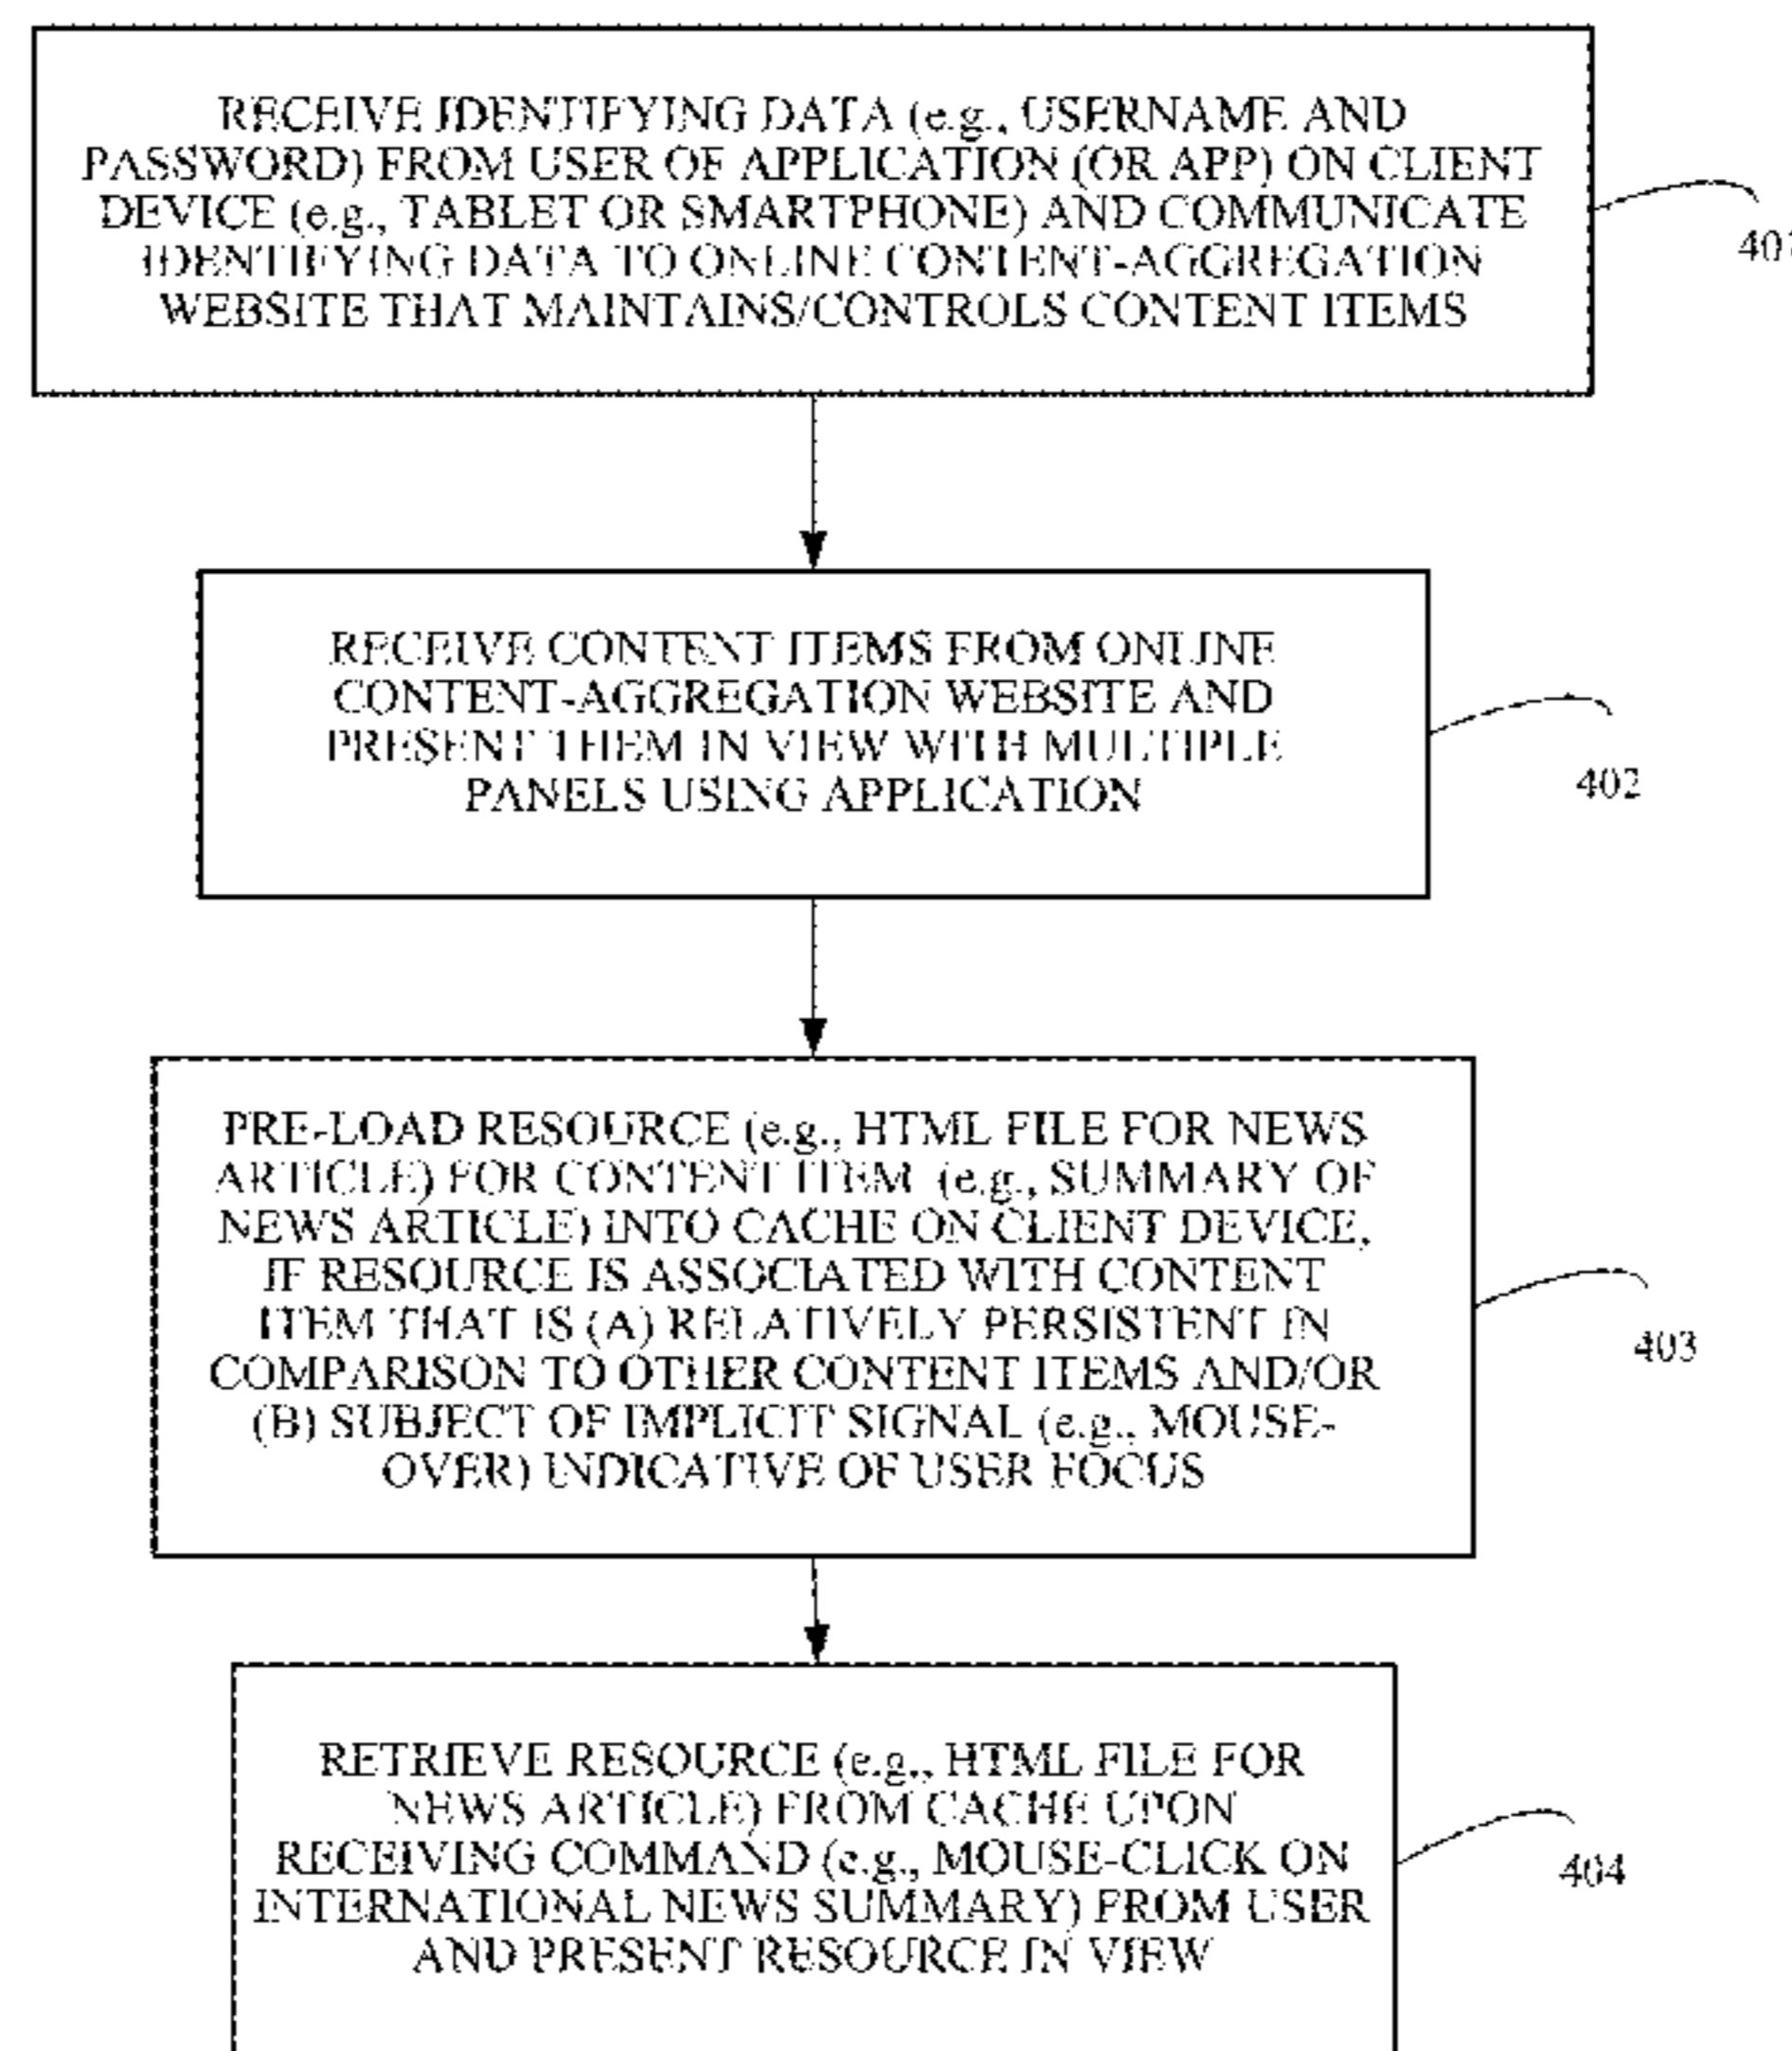 RECEIVE IDENTIFYING DATA (e.g., USERNAME AND
PASSWORD) FROM USER OF APPLICATION (OR APP) ON CLIENT
DEVICE (e.g., TABLET OR SMARTPHONE) AND COMMUNICATE
IDENTIFYING DATA TO ONLINE CONTENT-AGGREGATION
WEBSITE THAT MAINTAINS/CONTROLS CONTENT ITEMS
401
RECEIVE CONTENT ITEMS FROM ONLINE
CONTENT-AGGREGATION WEBSITE AND
PRESENT THEM IN VIEW WITH MULTIPLE
PANELS USING APPLICATION
402
PRE-LOAD RESOURCE (e.g., HTML FILE FOR NEWS
ARTICLE) FOR CONTENT ITEM (e.g., SUMMARY OF
NEWS ARTICLE) INTO CACHE ON CLIENT DEVICE,
IF RESOURCE IS ASSOCIATED WITH CONTENT
ITEM THAT IS (A) RELATIVELY PERSISTENT IN
COMPARISON TO OTHER CONTENT ITEMS AND/OR
(B) SUBJECT OF IMPLICIT SIGNAL (e.g., MOUSE-
OVER) INDICATIVE OF USER FOCUS
403
RETRIEVE RESOURCE (e.g., HTML FILE FOR
NEWS ARTICLE) FROM CACHE UPON
RECEIVING COMMAND (e.g., MOUSE-CLICK ON
INTERNATIONAL NEWS SUMMARY) FROM USER
AND PRESENT RESOURCE IN VIEW
404